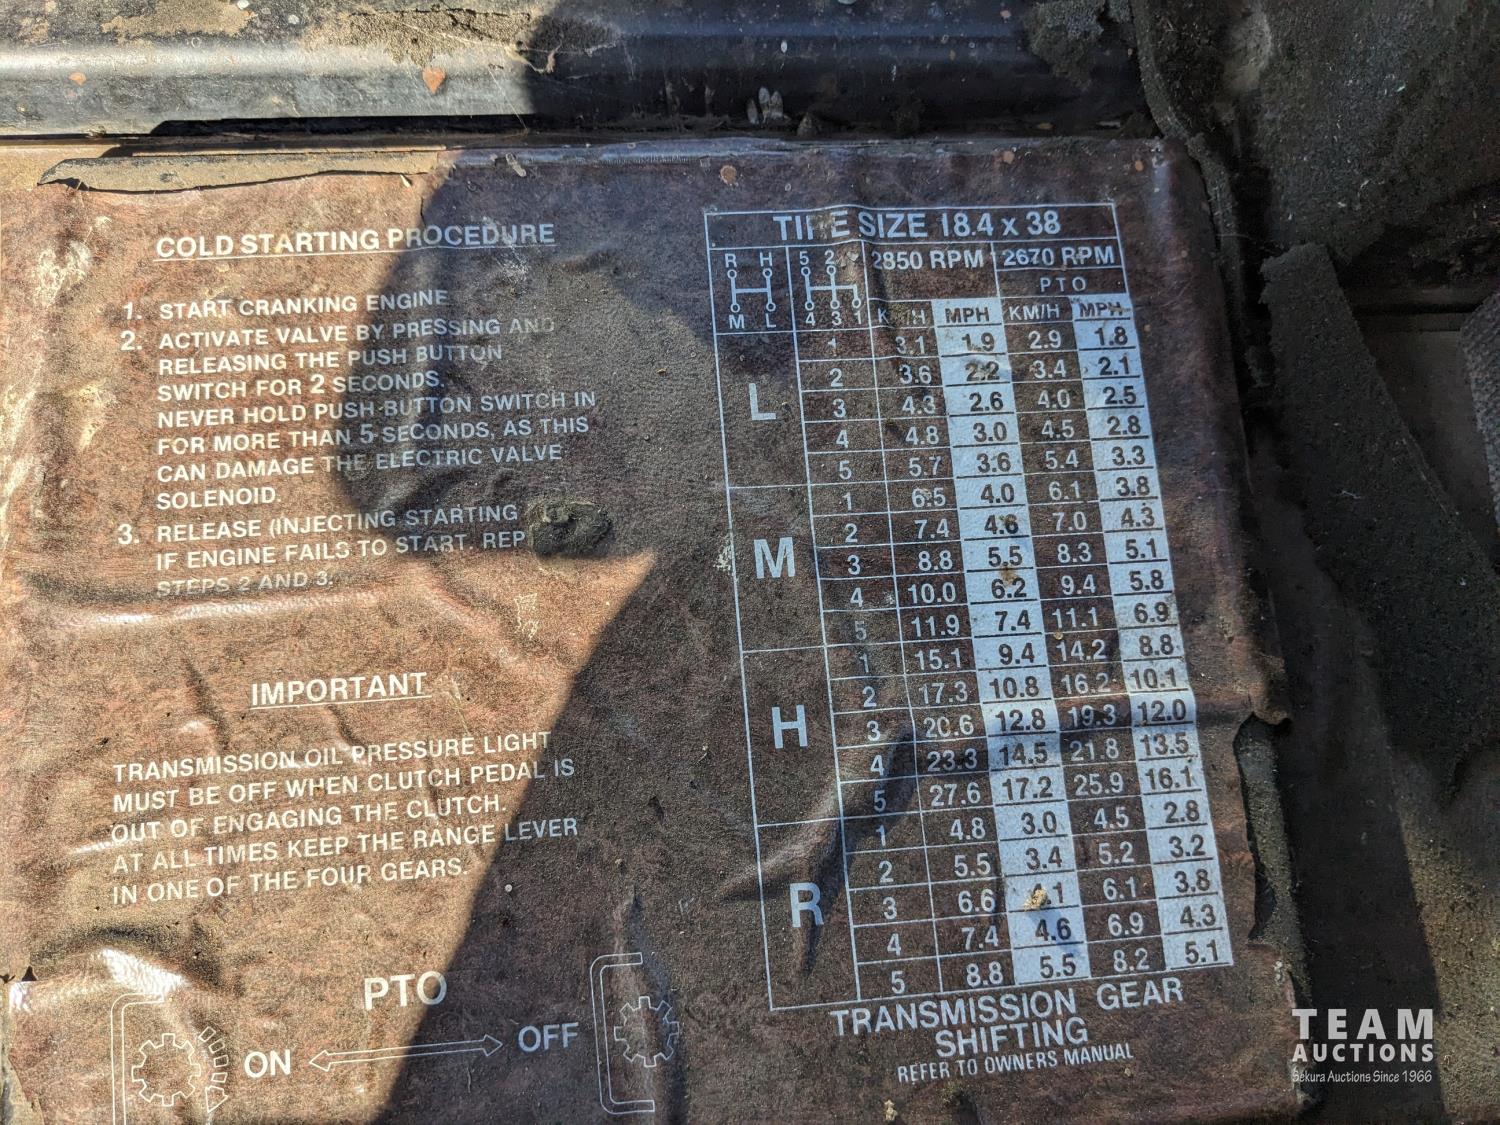 COLD STARTING PROCEDURE
1. START CRANKING ENGINE
2. ACTIVATE VALVE BY PRESSING AND
RELEASING THE PUSH BUTTON
SWITCH FOR 2 SECONDS.
NEVER HOLD PUSH BUTTON SWITCH IN
FOR MORE THAN 5 SECONDS, AS THIS
CAN DAMAGE THE ELECTRIC VALVE
SOLENOID.
3. RELEASE (INJECTING STARTING
IF ENGINE FAILS TO START. REP
STEPS 2 AND 3.
IMPORTANT
TRANSMISSION OIL PRESSURE LIGHT
MUST BE OFF WHEN CLUTCH PEDAL IS
OUT OF ENGAGING THE CLUTCH.
AT ALL TIMES KEEP THE RANGE LEVER
IN ONE OF THE FOUR GEARS.
PTO
ON OFF
TIRE SIZE 18.4 x 38
R H 5 2 2850 RPM 2670 RPM
PTO
M L 4 3 1 KM/H MPH KM/H MPH
L
1 3.1 1.9 2.9 1.8
2 3.6 2.2 3.4 2.1
3 4.3 2.6 4.0 2.5
4 4.8 3.0 4.5 2.8
5 5.7 3.6 5.4 3.3
M
1 6.5 4.0 6.1 3.8
2 7.4 4.6 7.0 4.3
3 8.8 5.5 8.3 5.1
4 10.0 6.2 9.4 5.8
5 11.9 7.4 11.1 6.9
H
1 15.1 9.4 14.2 8.8
2 17.3 10.8 16.2 10.1
3 20.6 12.8 19.3 12.0
4 23.3 14.5 21.8 13.5
5 27.6 17.2 25.9 16.1
R
1 4.8 3.0 4.5 2.8
2 5.5 3.4 5.2 3.2
3 6.6 4.1 6.1 3.8
4 7.4 4.6 6.9 4.3
5 8.8 5.5 8.2 5.1
TRANSMISSION GEAR
SHIFTING
REFER TO OWNERS MANUAL
TEAM
AUCTIONS
Sekura Auctions Since 1966